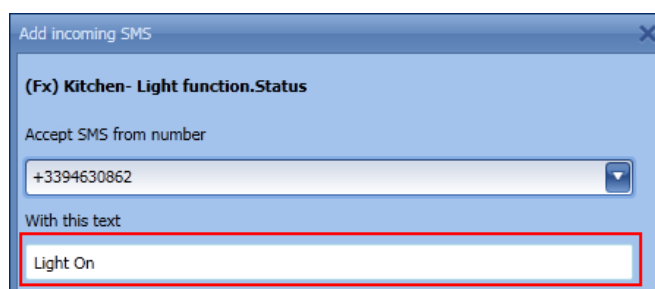 Add incoming SMS
(Fx) Kitchen- Light function.Status
Accept SMS from number
+3394630862
With this text
Light On